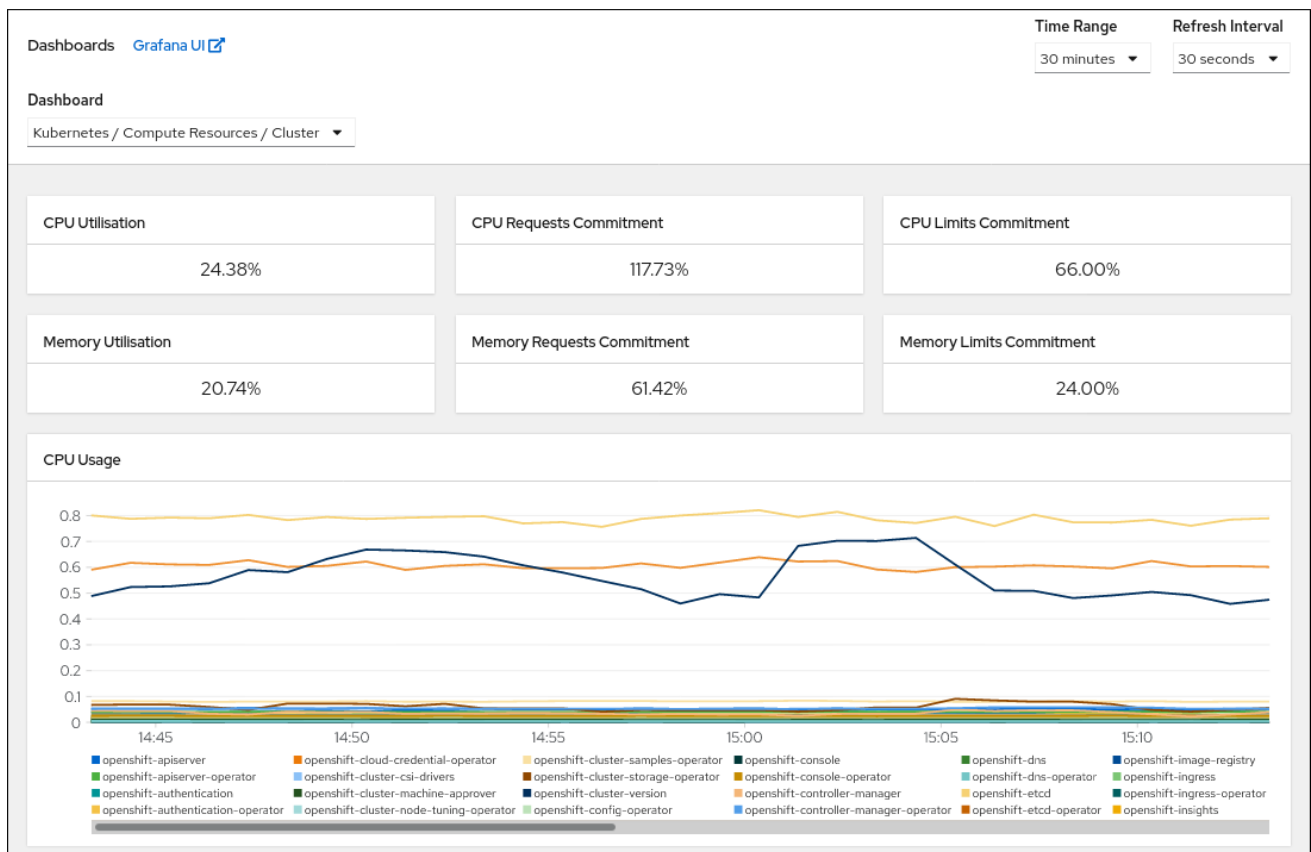 Dashboards Grafana UI
Time Range Refresh Interval
30 minutes 30 seconds
Dashboard
Kubernetes / Compute Resources / Cluster
CPU Utilisation
24.38%
CPU Requests Commitment
117.73%
CPU Limits Commitment
66.00%
Memory Utilisation
20.74%
Memory Requests Commitment
61.42%
Memory Limits Commitment
24.00%
CPU Usage
0.8
0.7
0.6
0.5
0.4
0.3
0.2
0.1
0
14:45 14:50 14:55 15:00 15:05 15:10
openshift-apiserver openshift-cloud-credential-operator openshift-cluster-samples-operator openshift-console openshift-dns openshift-image-registry
openshift-apiserver-operator openshift-cluster-csi-drivers openshift-cluster-storage-operator openshift-console-operator openshift-dns-operator openshift-ingress
openshift-authentication openshift-cluster-machine-approver openshift-cluster-version openshift-controller-manager openshift-etcd openshift-ingress-operator
openshift-authentication-operator openshift-cluster-node-tuning-operator openshift-config-operator openshift-controller-manager-operator openshift-etcd-operator openshift-insights